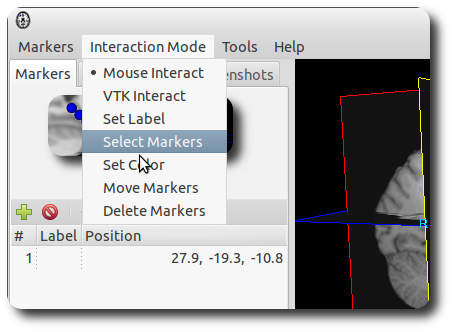 Markers Interaction Mode Tools Help
Markers enshots
• Mouse Interact
VTK Interact
Set Label
Select Markers
Set Color
Move Markers
Delete Markers
# Label Position
1 27.9, -19.3, -10.8
R